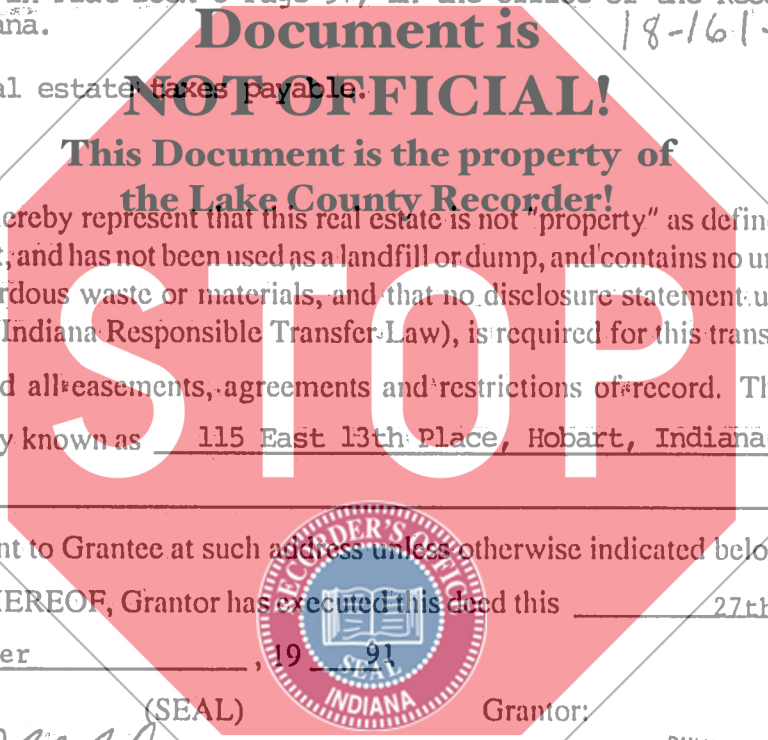 ana.
Document is
18-161-
al estate taxes payable.
NOT OFFICIAL!
This Document is the property of
the Lake County Recorder!
ereby represent that this real estate is not "property" as define
, and has not been used as a landfill or dump, and contains no un
rdous waste or materials, and that no disclosure statement u
Indiana Responsible Transfer Law), is required for this trans
STOP
d all easements, agreements and restrictions of record. Th
y known as 115 East 13th Place, Hobart, Indiana
RECORDER'S OFFICE
nt to Grantee at such address unless otherwise indicated belo
HEREOF, Grantor has executed this deed this 27th
er , 19 91
SEAL
INDIANA
(SEAL) Grantor: